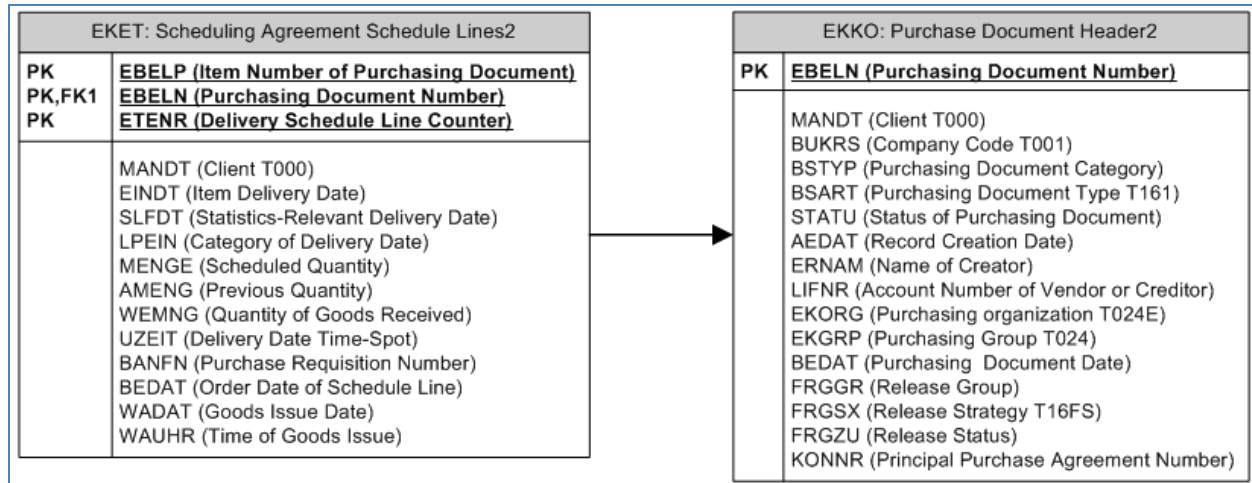 EKET: Scheduling Agreement Schedule Lines2
PK EBELP (Item Number of Purchasing Document)
PK,FK1 EBELN (Purchasing Document Number)
PK ETENR (Delivery Schedule Line Counter)
MANDT (Client T000)
EINDT (Item Delivery Date)
SLFDT (Statistics-Relevant Delivery Date)
LPEIN (Category of Delivery Date)
MENGE (Scheduled Quantity)
AMENG (Previous Quantity)
WEMNG (Quantity of Goods Received)
UZEIT (Delivery Date Time-Spot)
BANFN (Purchase Requisition Number)
BEDAT (Order Date of Schedule Line)
WADAT (Goods Issue Date)
WAUHR (Time of Goods Issue)
EKKO: Purchase Document Header2
PK EBELN (Purchasing Document Number)
MANDT (Client T000)
BUKRS (Company Code T001)
BSTYP (Purchasing Document Category)
BSART (Purchasing Document Type T161)
STATU (Status of Purchasing Document)
AEDAT (Record Creation Date)
ERNAM (Name of Creator)
LIFNR (Account Number of Vendor or Creditor)
EKORG (Purchasing organization T024E)
EKGRP (Purchasing Group T024)
BEDAT (Purchasing Document Date)
FRGGR (Release Group)
FRGSX (Release Strategy T16FS)
FRGZU (Release Status)
KONNR (Principal Purchase Agreement Number)